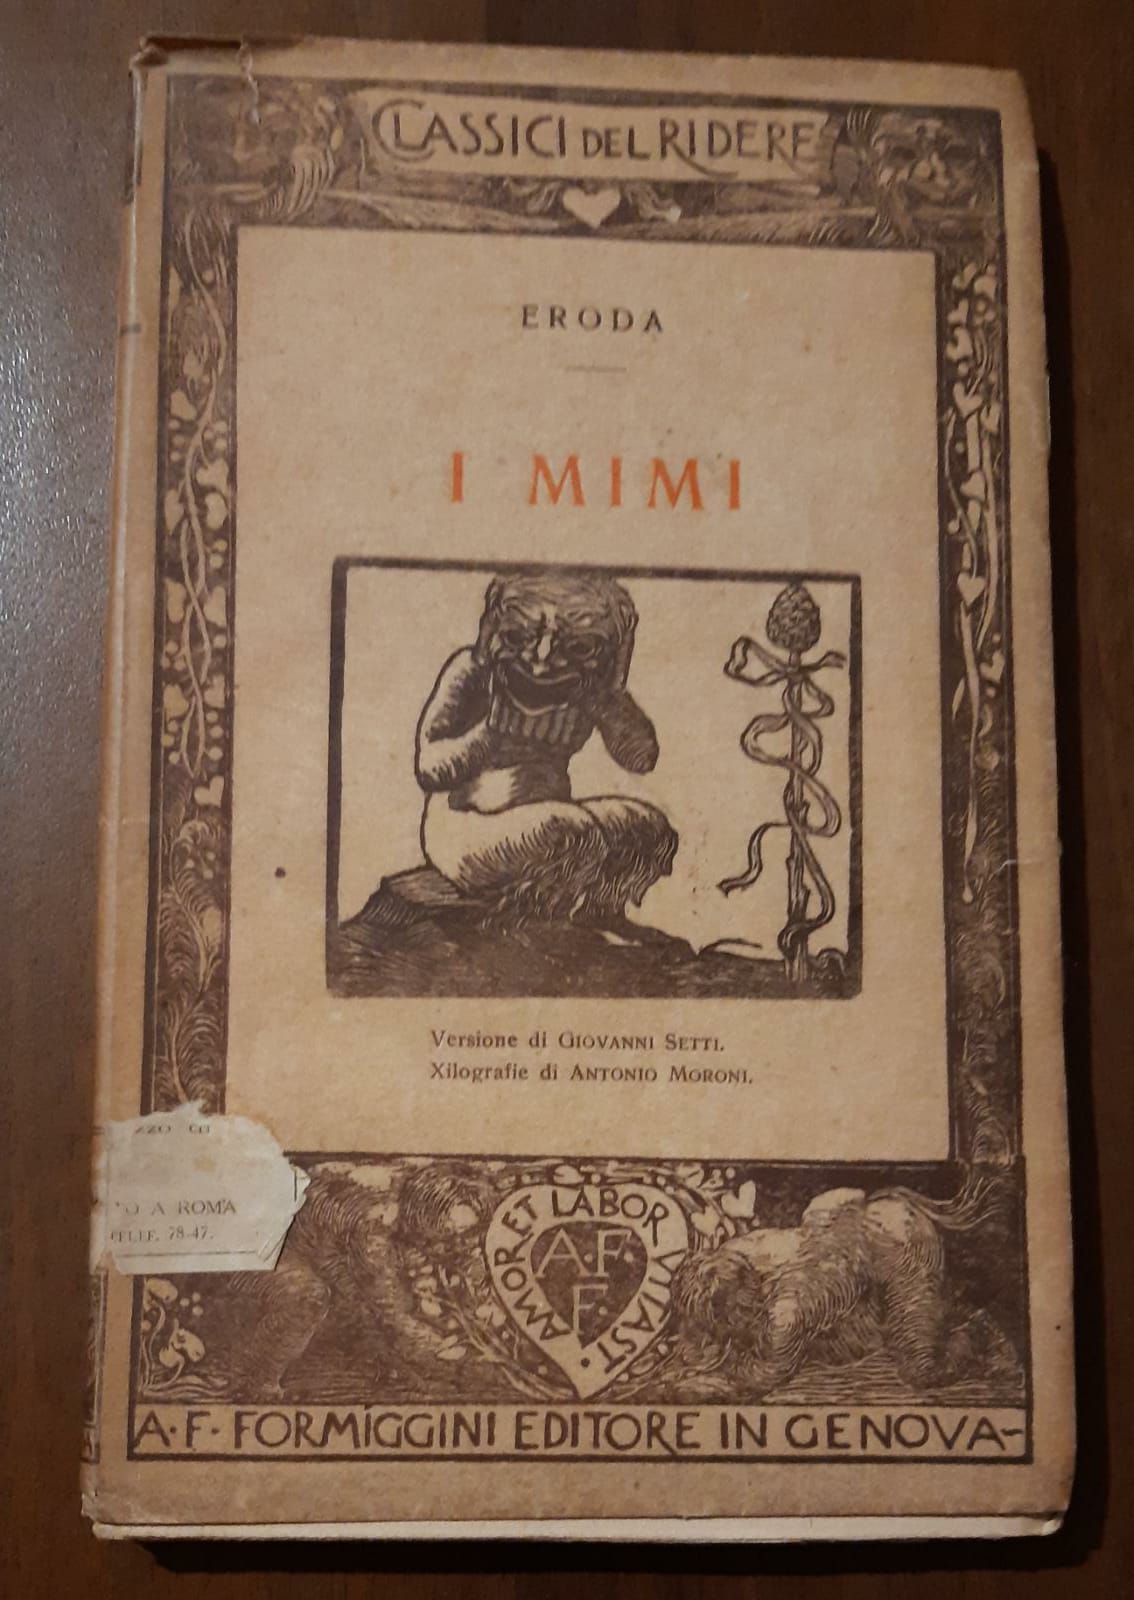 CLASSICI DEL RIDERE
ERODA
I MIMI
Versione di GIOVANNI SETTI.
Xilografie di ANTONIO MORONI.
A ROMA
78-47.
AMOR ET LABOR VITAST.
A·F·
F·
A·F·FORMÍGGINI EDITORE IN GENOVA